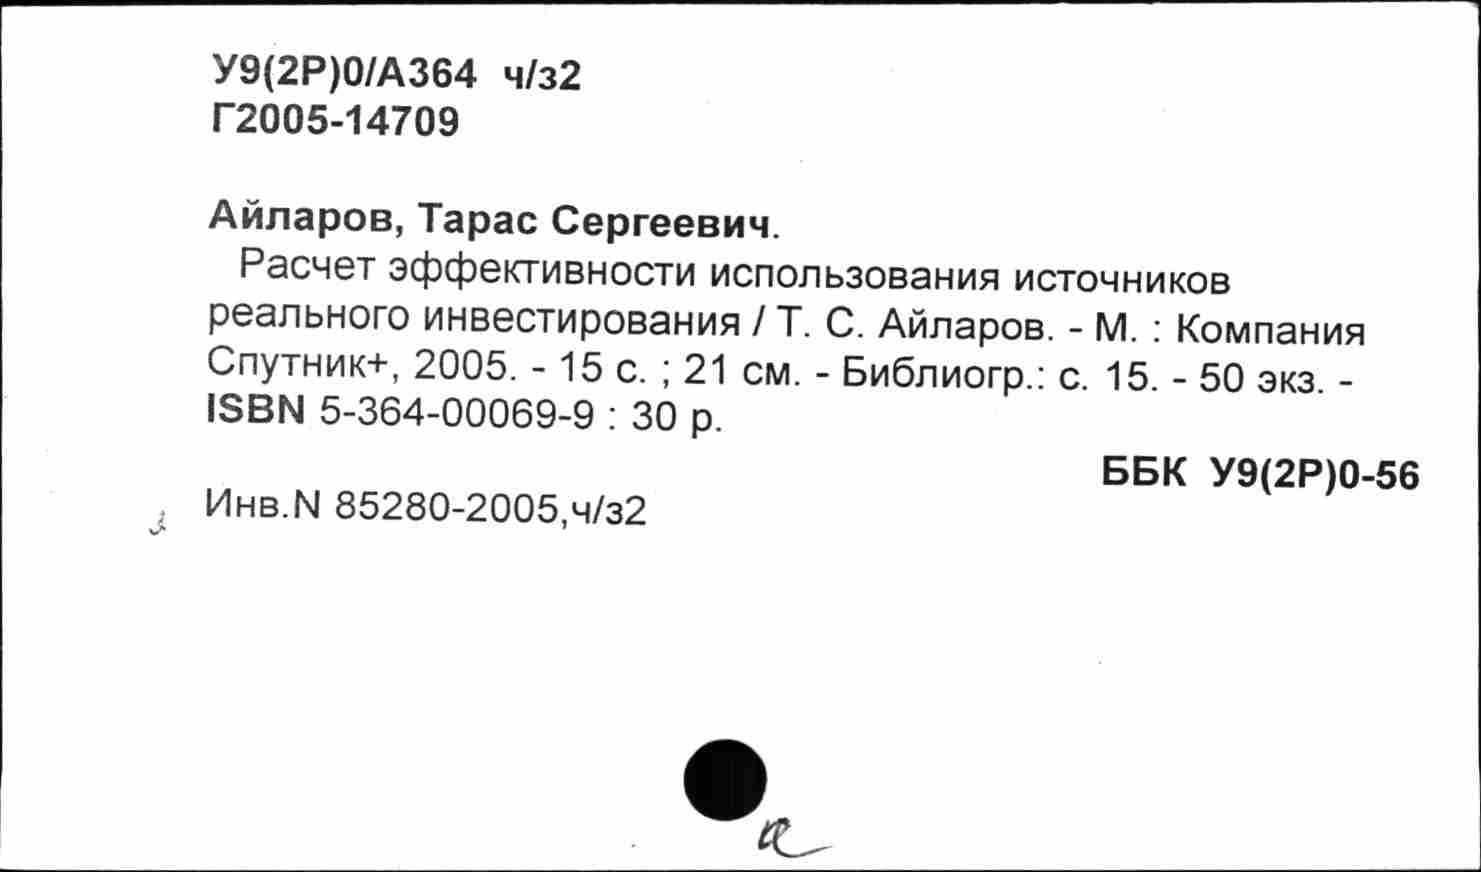 У9(2Р)0/А364 ч/з2
Г2005-14709
Айларов, Тарас Сергеевич.
Расчет эффективности использования источников
реального инвестирования / Т. С. Айларов. - М. : Компания
Спутник+, 2005. - 15 с. ; 21 см. - Библиогр.: с. 15. - 50 экз. -
ISBN 5-364-00069-9 : 30 р.
ББК У9(2Р)0-56
Инв.N 85280-2005,ч/з2